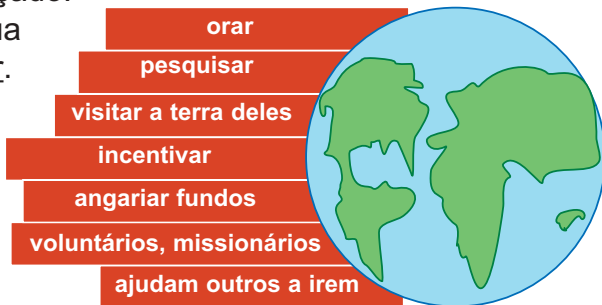 orar
pesquisar
visitar a terra deles
incentivar
angariar fundos
voluntários, missionários
ajudam outros a irem